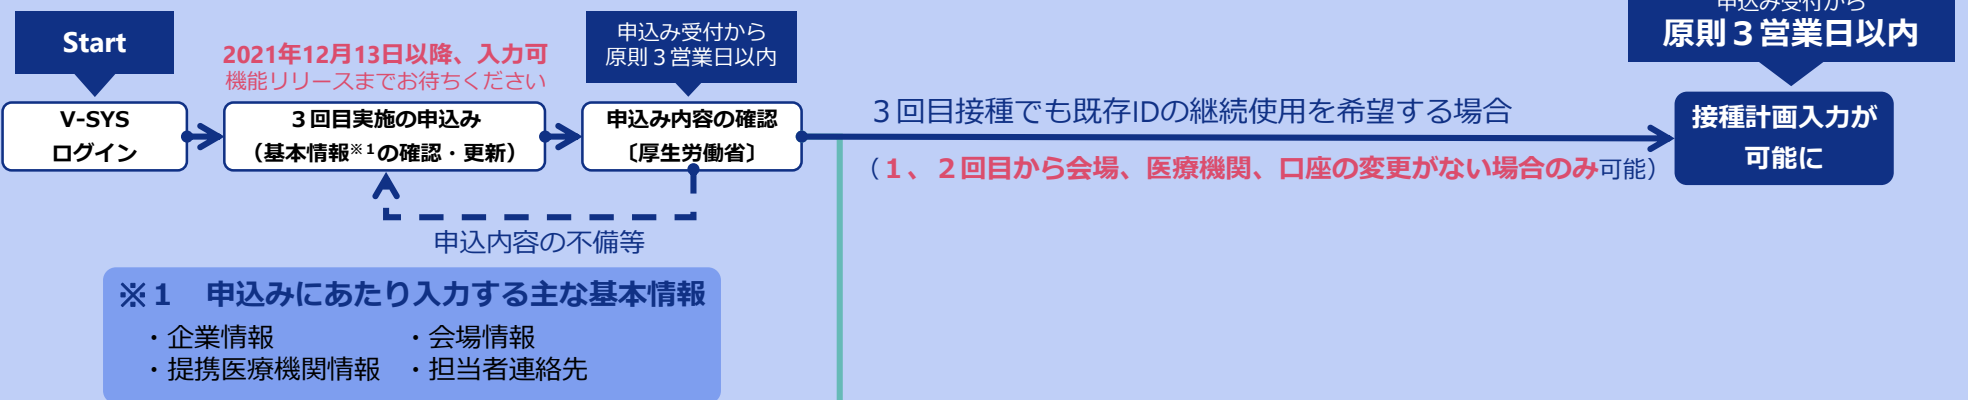 Start
2021年12月13日以降、入力可
機能リリースまでお待ちください
申込み受付から
原則３営業日以内
申込み受付から
原則３営業日以内
V-SYS
ログイン
３回目実施の申込み
（基本情報※１の確認・更新）
申込み内容の確認
〔厚生労働省〕
３回目接種でも既存IDの継続使用を希望する場合
（１、２回目から会場、医療機関、口座の変更がない場合のみ可能）
接種計画入力が
可能に
申込内容の不備等
※１　申込みにあたり入力する主な基本情報
・企業情報　・会場情報
・提携医療機関情報　・担当者連絡先